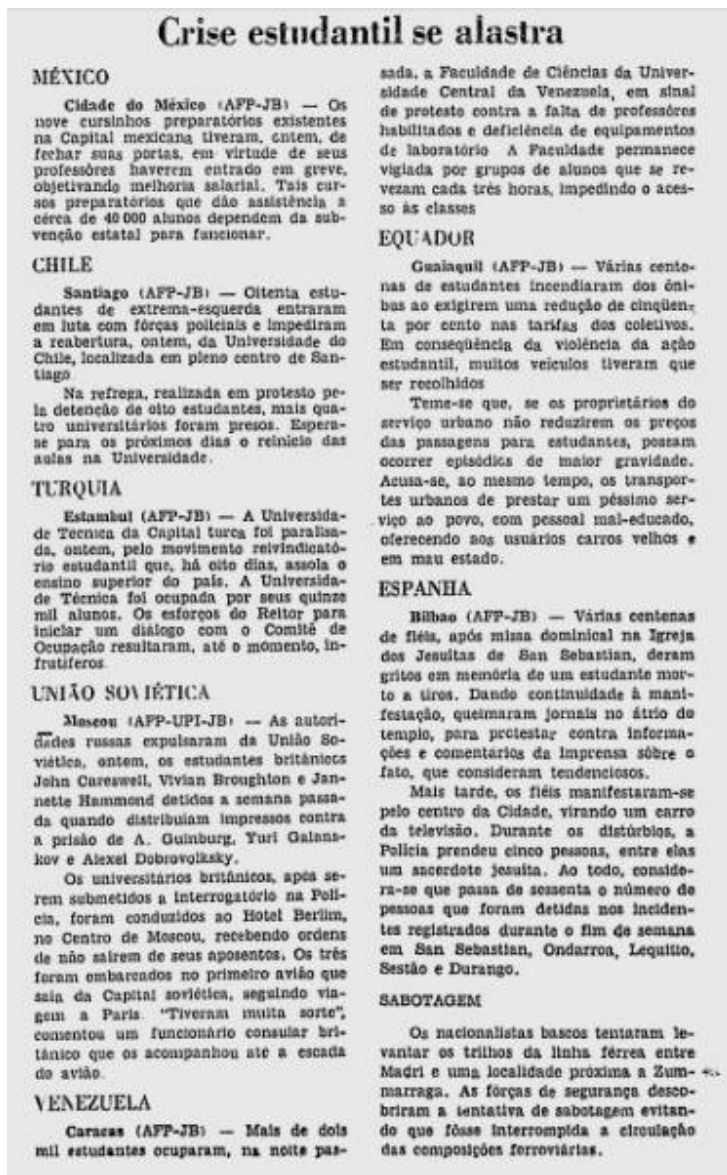 Crise estudantil se alastra
MÉXICO
Cidade do México (AFP-JB) — Os
nove cursinhos preparatórios existentes
na Capital mexicana tiveram, ontem, de
fechar suas portas, em virtude de seus
professôres haverem entrado em greve,
objetivando melhoria salarial. Tais cur-
sos preparatórios que dão assistência a
cêrca de 40 000 alunos dependem da sub-
venção estatal para funcionar.
CHILE
Santiago (AFP-JB) — Oitenta estu-
dantes de extrema-esquerda entraram
em luta com fôrças policiais e impediram
a reabertura, ontem, da Universidade do
Chile, localizada em pleno centro de San-
tiago
Na refrega, realizada em protesto pe-
la detenção de oito estudantes, mais qua-
tro universitários foram presos. Espera-
se para os próximos dias o reinício das
aulas na Universidade.
TURQUIA
Estambul (AFP-JB) — A Universida-
de Tecnica da Capital turca foi paralisa-
da, ontem, pelo movimento reivindicató-
rio estudantil que, há oito dias, assola o
ensino superior do país. A Universida-
de Técnica foi ocupada por seus quinze
mil alunos. Os esforços do Reitor para
iniciar um diálogo com o Comitê de
Ocupação resultaram, até o momento, in-
frutíferos
UNIÃO SOVIÉTICA
Moscou (AFP-UPI-JB) — As autori-
dades russas expulsaram da União So-
viética, ontem, os estudantes britânicos
John Careswell, Vivian Broughton e Jan-
nette Hammond detidos a semana passa-
da quando distribuíam impressos contra
a prisão de A. Guinburg, Yuri Galans-
kov e Alexei Dobrovolksky.
Os universitários britânicos, após se-
rem submetidos a interrogatório na Polí-
cia, foram conduzidos ao Hotel Berlim,
no Centro de Moscou, recebendo ordens
de não saírem de seus aposentos. Os três
foram embarcados no primeiro avião que
saia da Capital soviética, seguindo via-
gem a Paris. "Tiveram muita sorte",
comentou um funcionário consular bri-
tânico que os acompanhou até a escada
do avião.
VENEZUELA
Caracas (AFP-JB) — Mais de dois
mil estudantes ocuparam, na noite pas-
sada, a Faculdade de Ciências da Univer-
sidade Central da Venezuela, em sinal
de protesto contra a falta de professôres
habilitados e deficiência de equipamentos
de laboratório A Faculdade permanece
vigiada por grupos de alunos que se re-
vezam cada três horas, impedindo o aces-
so às classes
EQUADOR
Guaiaquil (AFP-JB) — Várias cente-
nas de estudantes incendiaram dos ôni-
bus ao exigirem uma redução de cinqüen-
ta por cento nas tarifas dos coletivos.
Em conseqüência da violência da ação
estudantil, muitos veículos tiveram que
ser recolhidos
Teme-se que, se os proprietários do
serviço urbano não reduzirem os preços
das passagens para estudantes, possam
ocorrer episódios de maior gravidade.
Acusa-se, ao mesmo tempo, os transpor-
tes urbanos de prestar um péssimo ser-
viço ao povo, com pessoal mal-educado,
oferecendo aos usuários carros velhos e
em mau estado.
ESPANHA
Bilbao (AFP-JB) — Várias centenas
de fiéis, após missa dominical na Igreja
dos Jesuítas de San Sebastian, deram
gritos em memória de um estudante mor-
to a tiros. Dando continuidade à mani-
festação, queimaram jornais no átrio do
templo, para protestar contra informa-
ções e comentários da imprensa sôbre o
fato, que consideram tendenciosos.
Mais tarde, os fiéis manifestaram-se
pelo centro da Cidade, virando um carro
da televisão. Durante os distúrbios, a
Polícia prendeu cinco pessoas, entre elas
um sacerdote jesuíta. Ao todo, conside-
ra-se que passa de sessenta o número de
pessoas que foram detidas nos inciden-
tes registrados durante o fim de semana
em San Sebastian, Ondarroa, Lequitio,
Sestão e Durango.
SABOTAGEM
Os nacionalistas bascos tentaram le-
vantar os trilhos da linha férrea entre
Madri e uma localidade próxima a Zum-
marraga. As fôrças de segurança desco-
briram a tentativa de sabotagem evitan-
do que fôsse interrompida a circulação
das composições ferroviárias.